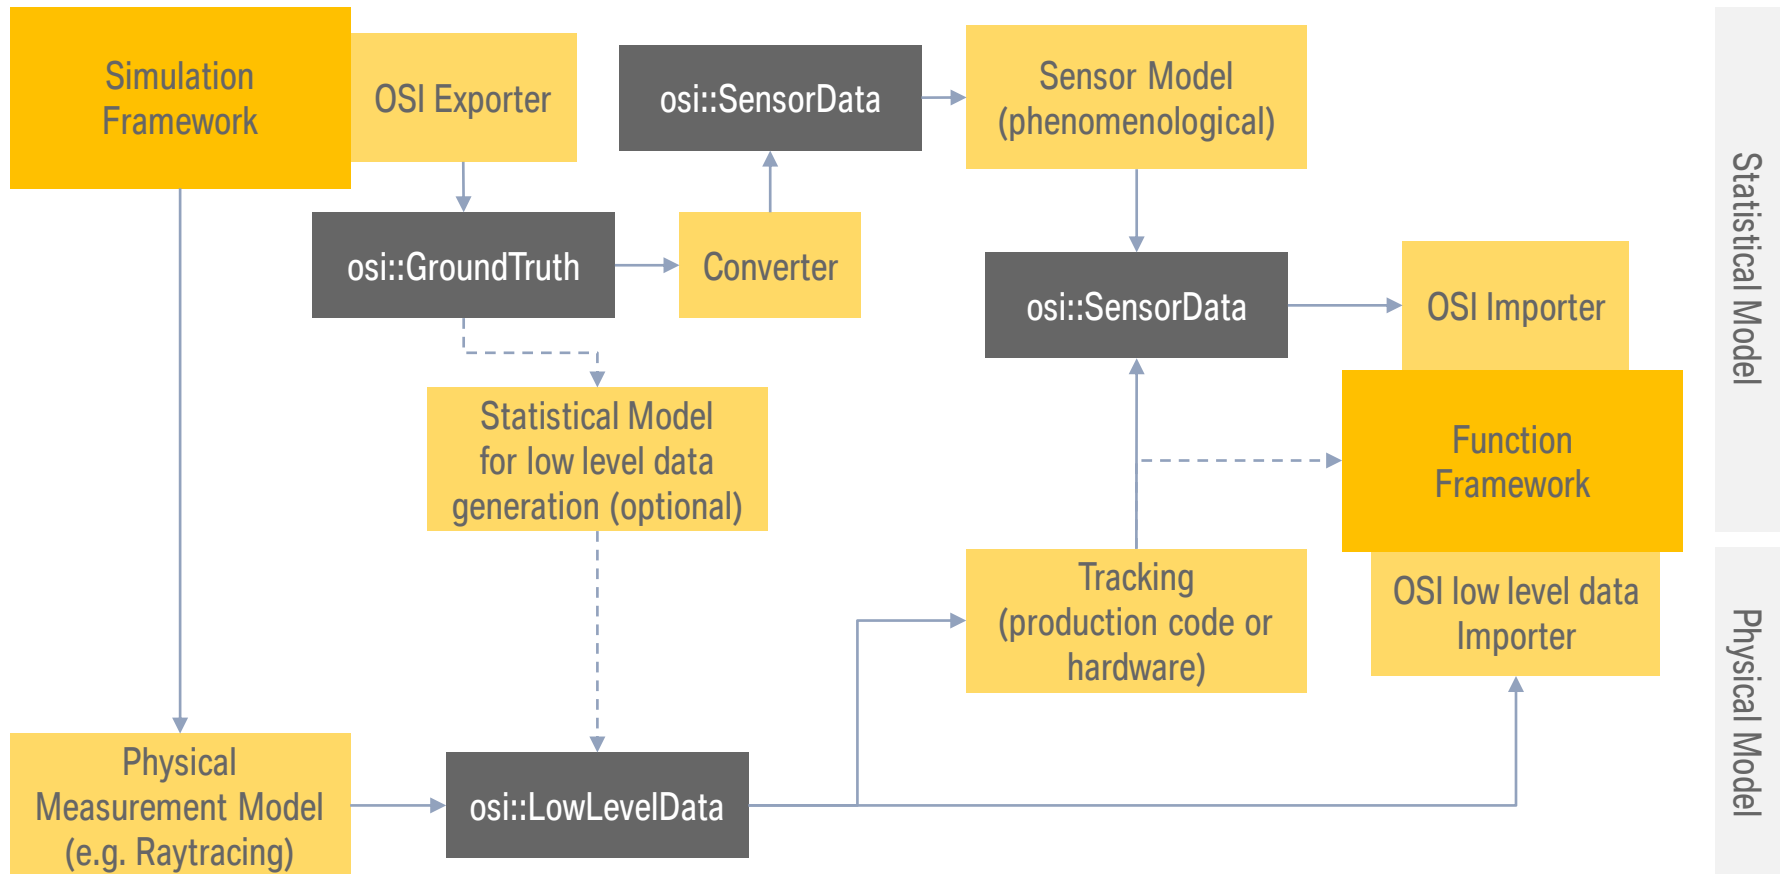 Simulation
Framework
OSI Exporter
osi::SensorData
Sensor Model
(phenomenological)
osi::GroundTruth
Converter
osi::SensorData
OSI Importer
Statistical Model
for low level data
generation (optional)
Function
Framework
Tracking
(production code or
hardware)
OSI low level data
Importer
Physical
Measurement Model
(e.g. Raytracing)
osi::LowLevelData
Statistical Model
Physical Model